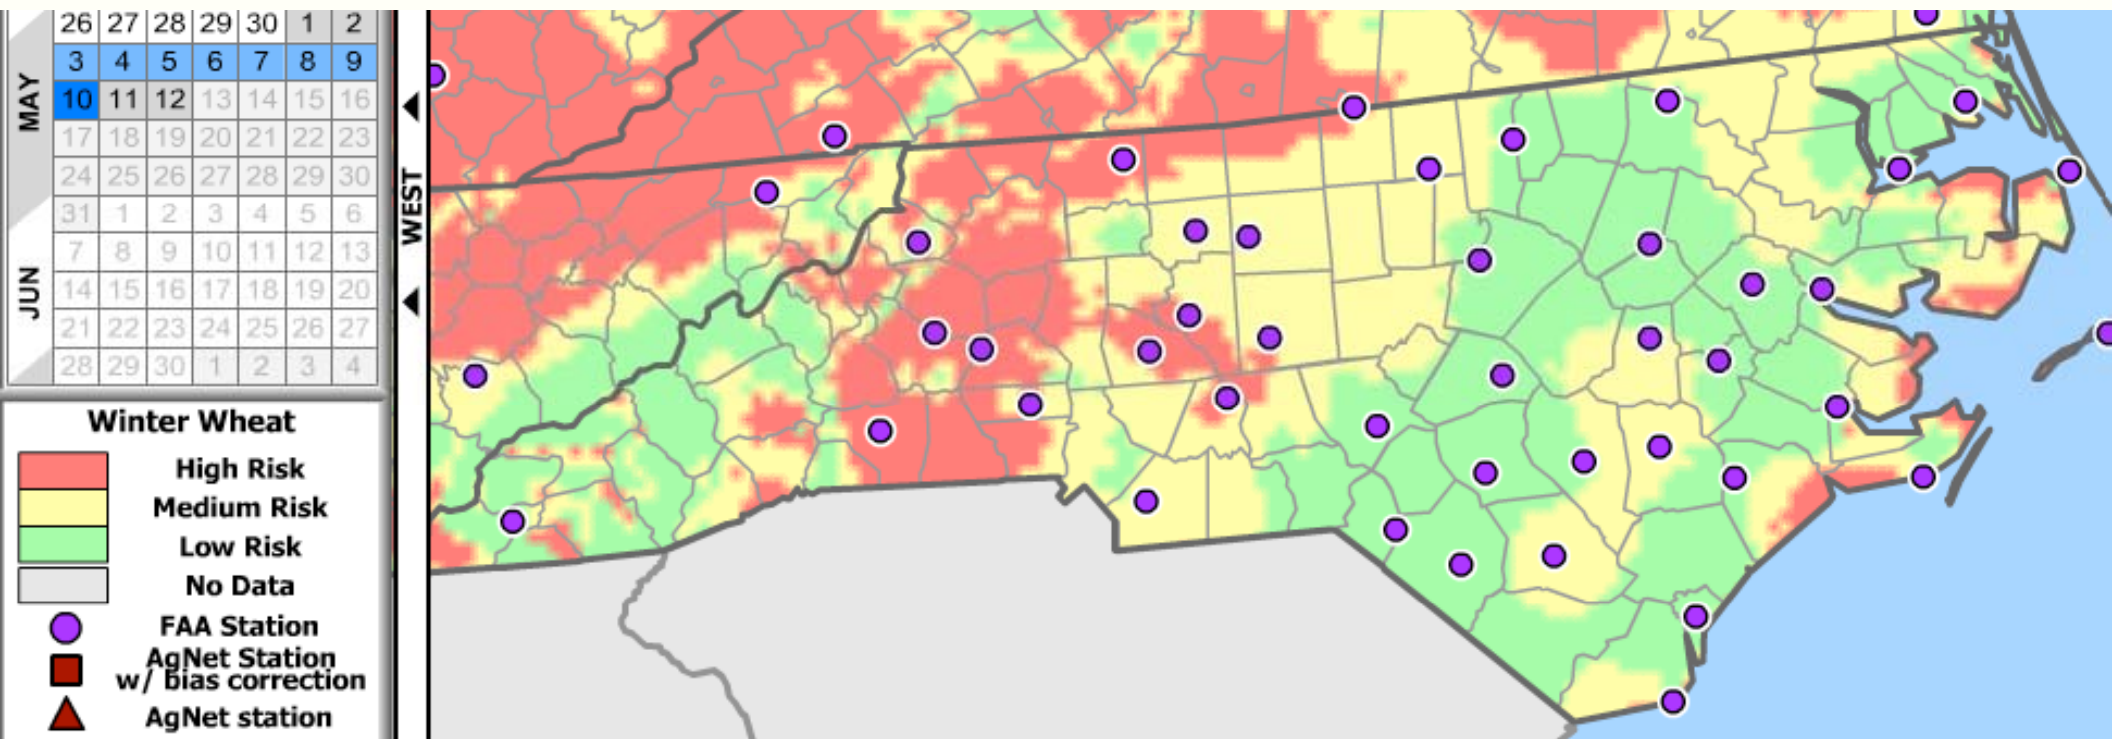 26 27 28 29 30 1 2
3 4 5 6 7 8 9
10 11 12 13 14 15 16
17 18 19 20 21 22 23
24 25 26 27 28 29 30
31 1 2 3 4 5 6
7 8 9 10 11 12 13
14 15 16 17 18 19 20
21 22 23 24 25 26 27
28 29 30 1 2 3 4
MAY
JUN
WEST
Winter Wheat
High Risk
Medium Risk
Low Risk
No Data
FAA Station
AgNet Station
w/ bias correction
AgNet station